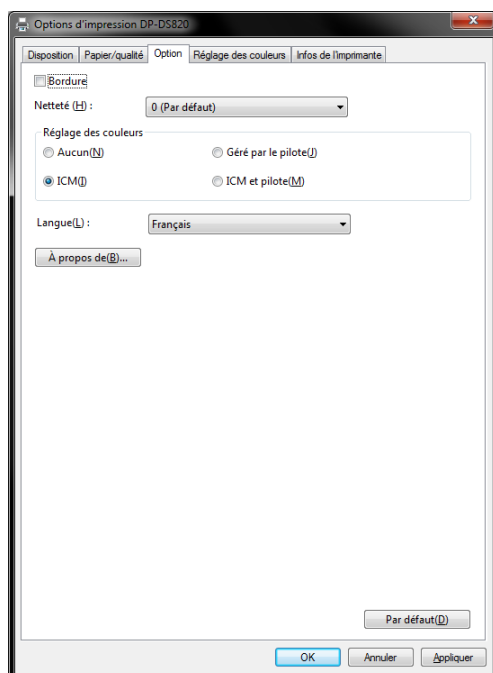 Options d'impression DP-DS820
Disposition Papier/qualité Option Réglage des couleurs Infos de l'imprimante
Bordure
Netteté (H) : 0 (Par défaut)
Réglage des couleurs
Aucun(N) Géré par le pilote(J)
ICM(I) ICM et pilote(M)
Langue(L) : Français
À propos de(B)...
Par défaut(D)
OK Annuler Appliquer